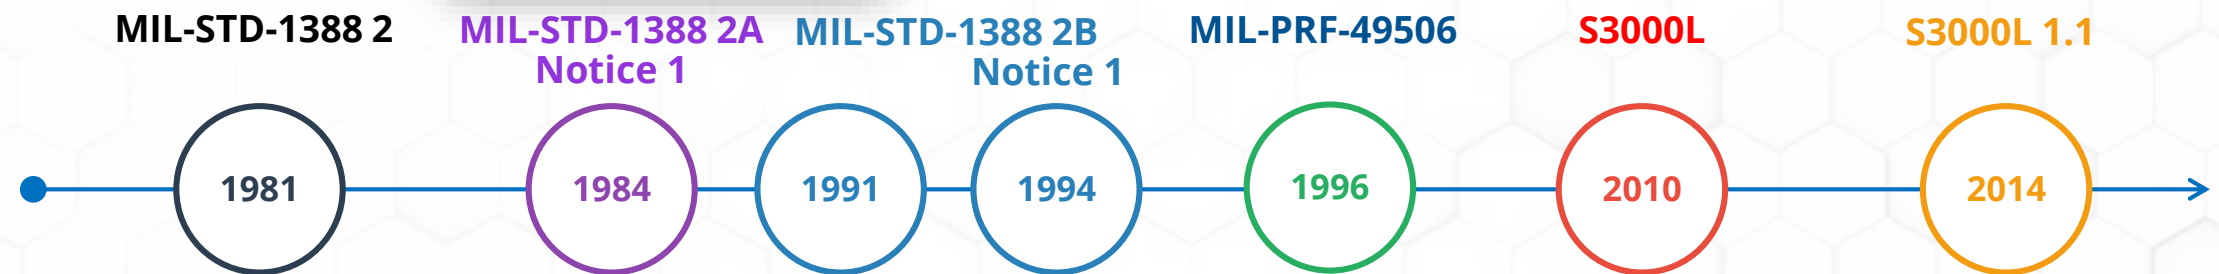 MIL-STD-1388 2
MIL-STD-1388 2A
Notice 1
MIL-STD-1388 2B
Notice 1
MIL-PRF-49506
S3000L
S3000L 1.1
1981
1984
1991
1994
1996
2010
2014